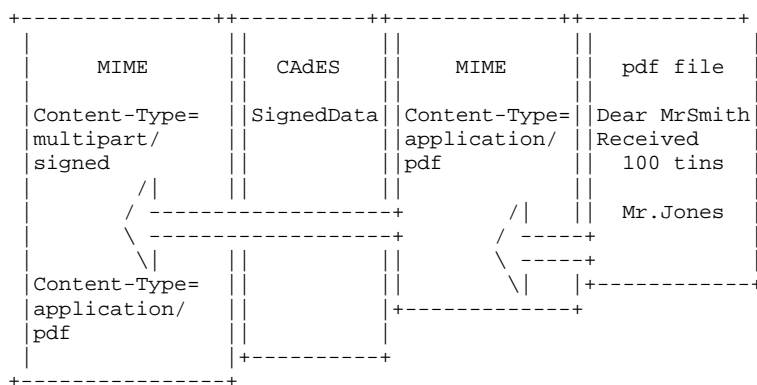 MIME CAdES MIME pdf file
Content-Type= SignedData Content-Type= Dear MrSmith
multipart/ application/ Received
signed pdf 100 tins
Mr.Jones
Content-Type=
application/
pdf